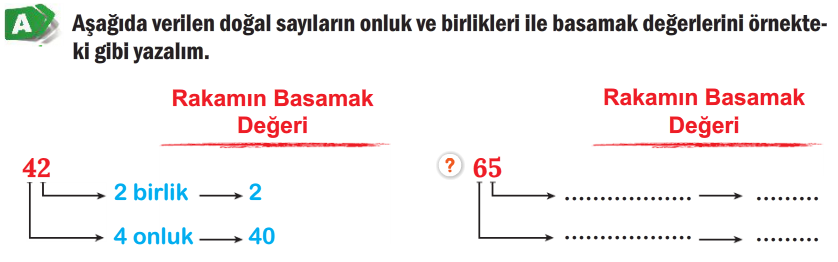 A Aşağıda verilen doğal sayıların onluk ve birlikleri ile basamak değerlerini örnekte-
ki gibi yazalım.
Rakamın Basamak
Değeri
42
2 birlik 2
4 onluk 40
Rakamın Basamak
Değeri
? 65
.................. .........
.................. .........